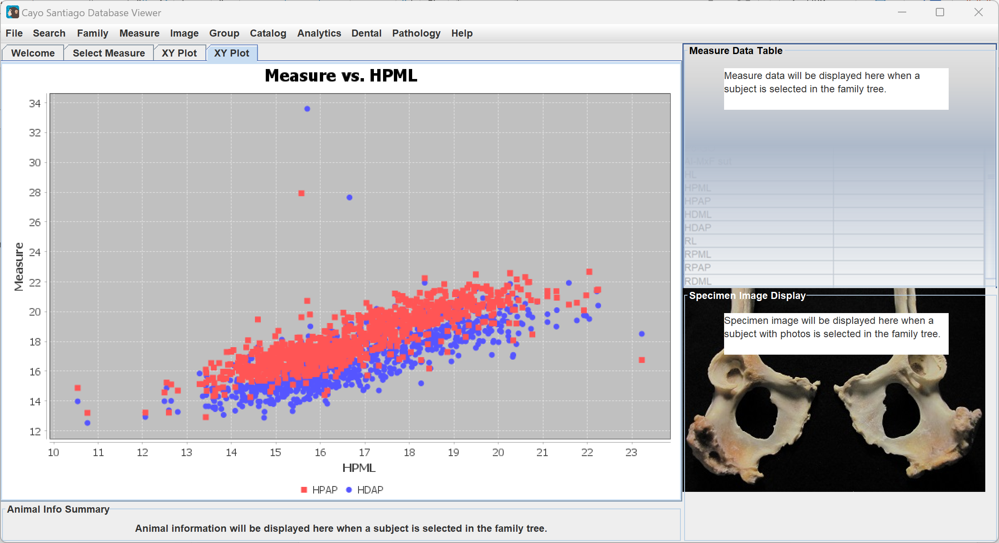 Cayo Santiago Database Viewer
File Search Family Measure Image Group Catalog Analytics Dental Pathology Help
Welcome Select Measure XY Plot XY Plot
Measure vs. HPML
34
32
30
28
26
24
22
20
18
16
14
12
Measure
10 11 12 13 14 15 16 17 18 19 20 21 22 23
HPML
HPAP HDAP
Animal Info Summary
Animal information will be displayed here when a subject is selected in the family tree.
Measure Data Table
Measure data will be displayed here when a
subject is selected in the family tree.
Al-MxF sut
HL
HPML
HPAP
HDML
HDAP
RL
RPML
RPAP
RDML
Specimen Image Display
Specimen image will be displayed here when a
subject with photos is selected in the family tree.